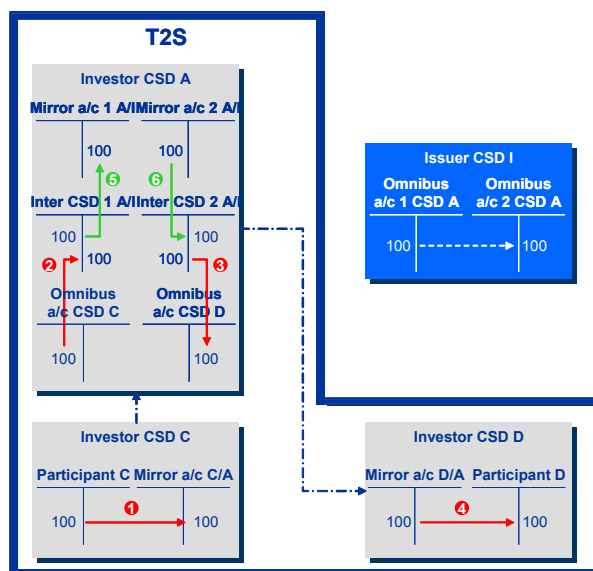 T2S
Investor CSD A
Mirror a/c 1 A/I Mirror a/c 2 A/I
100 100
5 6
Inter CSD 1 A/I Inter CSD 2 A/I
100 100
2 100 100 3
Omnibus a/c CSD C
Omnibus a/c CSD D
100 100
Issuer CSD I
Omnibus a/c 1 CSD A
Omnibus a/c 2 CSD A
100 100
Investor CSD C
Participant C Mirror a/c C/A
1
100 100
Investor CSD D
Mirror a/c D/A Participant D
4
100 100